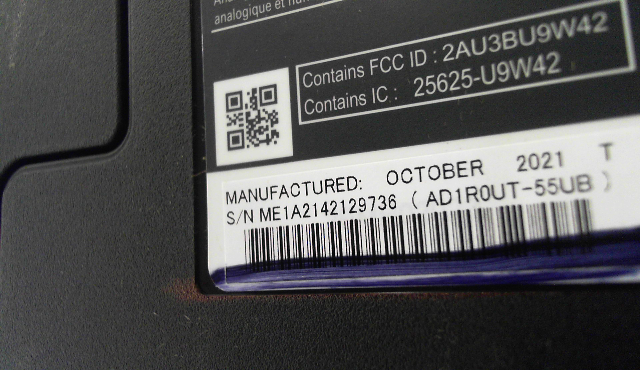 analogique et nu
Contains FCC ID : 2AU3BU9W42
Contains IC : 25625-U9W42
MANUFACTURED: OCTOBER 2021 T
S/N ME1A2142129736 ( AD1R0UT-55UB )